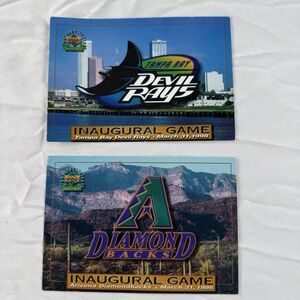 TAMPA BAY
DEVIL
RAYS
INAUGURAL GAME
Tampa Bay Devil Rays • March 31, 1998
A
DIAMOND
BACKS
INAUGURAL GAME
Arizona Diamondbacks • March 31, 1998